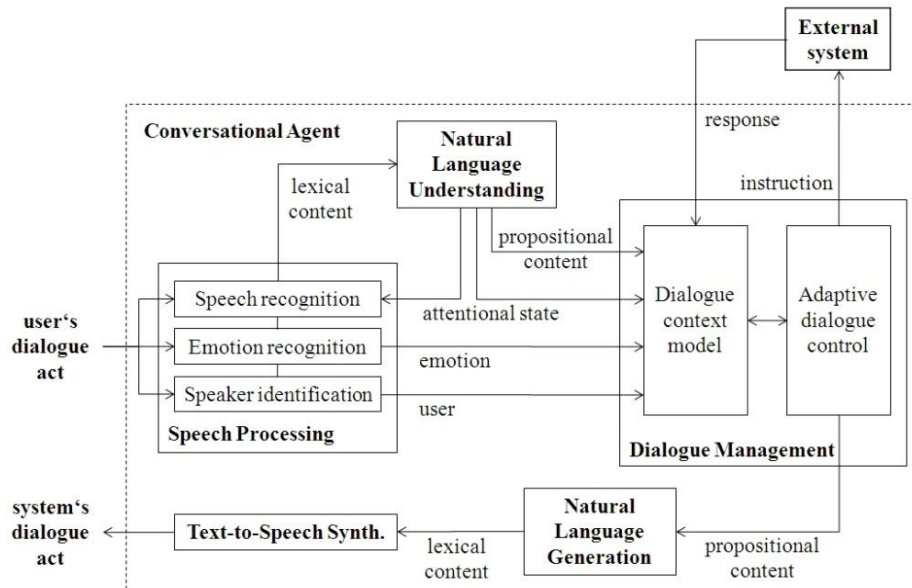 External
system
response
Conversational Agent
Natural
Language
Understanding
lexical
content
instruction
propositional
content
Speech recognition
attentional state
Dialogue
context
model
Adaptive
dialogue
control
user‘s
dialogue
act
Emotion recognition
emotion
Speaker identification
user
Speech Processing
Dialogue Management
system‘s
dialogue
act
Text-to-Speech Synth.
lexical
content
Natural
Language
Generation
propositional
content